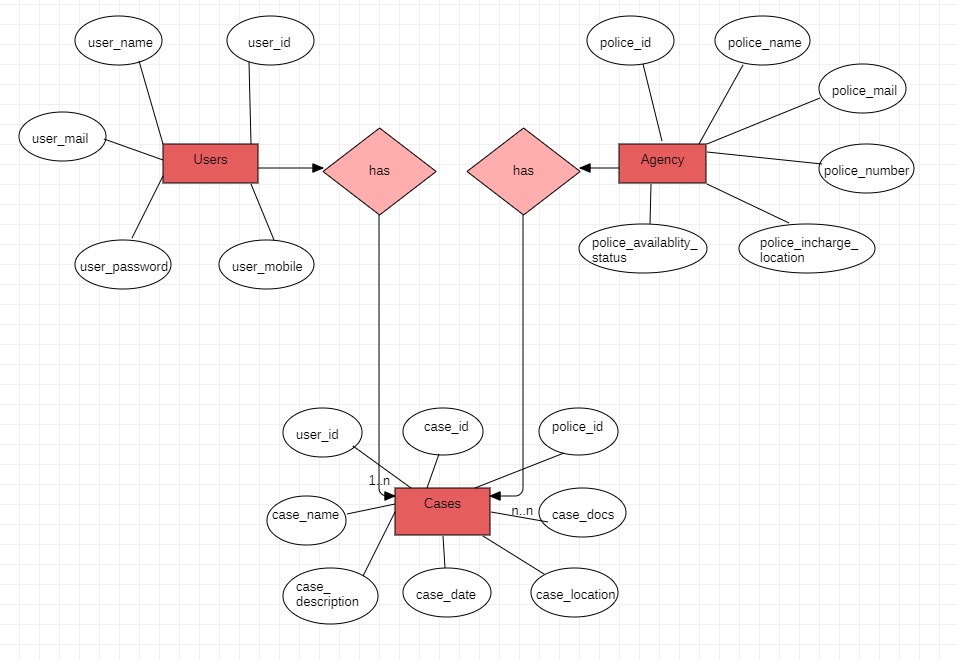 user_name
user_id
police_id
police_name
police_mail
user_mail
Users
has
has
Agency
police_number
user_password
user_mobile
police_availablity_
status
police_incharge_
location
user_id
case_id
police_id
1..n
Cases
case_name
n..n
case_docs
case_
description
case_date
case_location